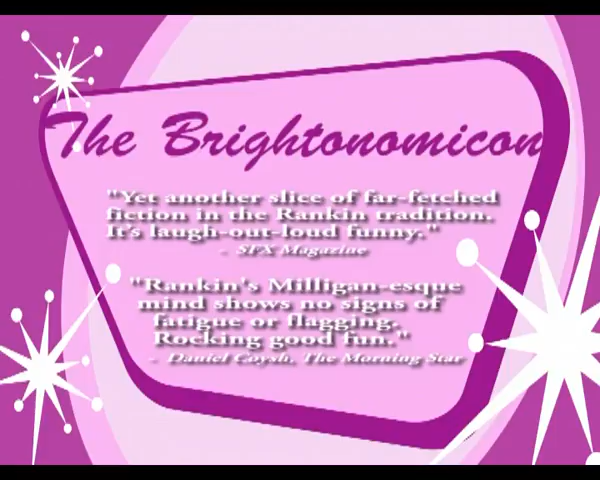 The Brightonomicon
"Yet another slice of far-fetched
fiction in the Rankin tradition.
It's laugh-out-loud funny."
- SFX Magazine
"Rankin's Milligan-esque
mind shows no signs of
fatigue or flagging.
Rocking good fun."
- Daniel Coysh, The Morning Star